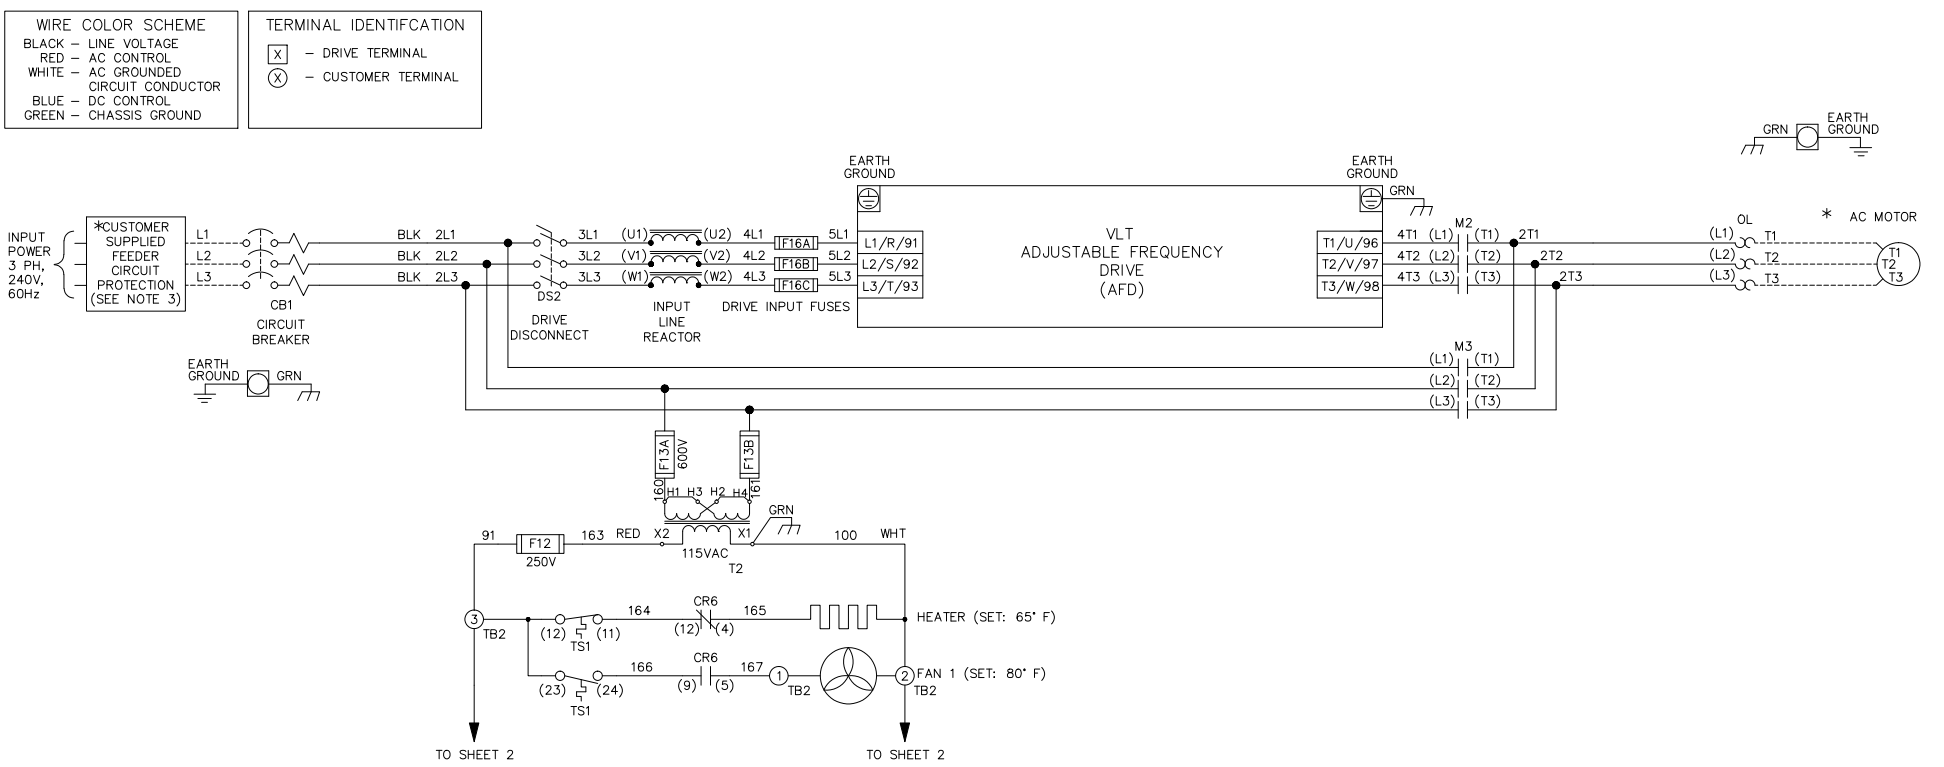 WIRE COLOR SCHEME
BLACK – LINE VOLTAGE
RED – AC CONTROL
WHITE – AC GROUNDED
CIRCUIT CONDUCTOR
BLUE – DC CONTROL
GREEN – CHASSIS GROUND
TERMINAL IDENTIFCATION
X – DRIVE TERMINAL
X – CUSTOMER TERMINAL
GRN
EARTH
GROUND
INPUT
POWER
3 PH,
240V,
60Hz
*CUSTOMER
SUPPLIED
FEEDER
CIRCUIT
PROTECTION
(SEE NOTE 3)
L1
L2
L3
CB1
CIRCUIT
BREAKER
EARTH
GROUND
GRN
BLK 2L1
BLK 2L2
BLK 2L3
DS2
DRIVE
DISCONNECT
3L1
3L2
3L3
(U1) (U2)
(V1) (V2)
(W1) (W2)
INPUT
LINE
REACTOR
4L1 F16A 5L1
4L2 F16B 5L2
4L3 F16C 5L3
DRIVE INPUT FUSES
EARTH
GROUND
L1/R/91
L2/S/92
L3/T/93
VLT
ADJUSTABLE FREQUENCY
DRIVE
(AFD)
EARTH
GROUND
GRN
T1/U/96
T2/V/97
T3/W/98
M2
4T1 (L1) (T1) 2T1
4T2 (L2) (T2) 2T2
4T3 (L3) (T3) 2T3
M3
(L1) (T1)
(L2) (T2)
(L3) (T3)
OL
(L1) T1
(L2) T2
(L3) T3
* AC MOTOR
T1
T2
T3
F13A
600V
F13B
160
161
H1 H3 H2 H4
GRN
91 F12 163 RED X2 X1 100 WHT
250V
115VAC
T2
3
TB2
164 CR6 165
(12) (11) (12) (4)
TS1
HEATER (SET: 65° F)
166 CR6 167
(23) (24) (9) (5)
TS1
1
TB2
2
TB2
FAN 1 (SET: 80° F)
TO SHEET 2
TO SHEET 2